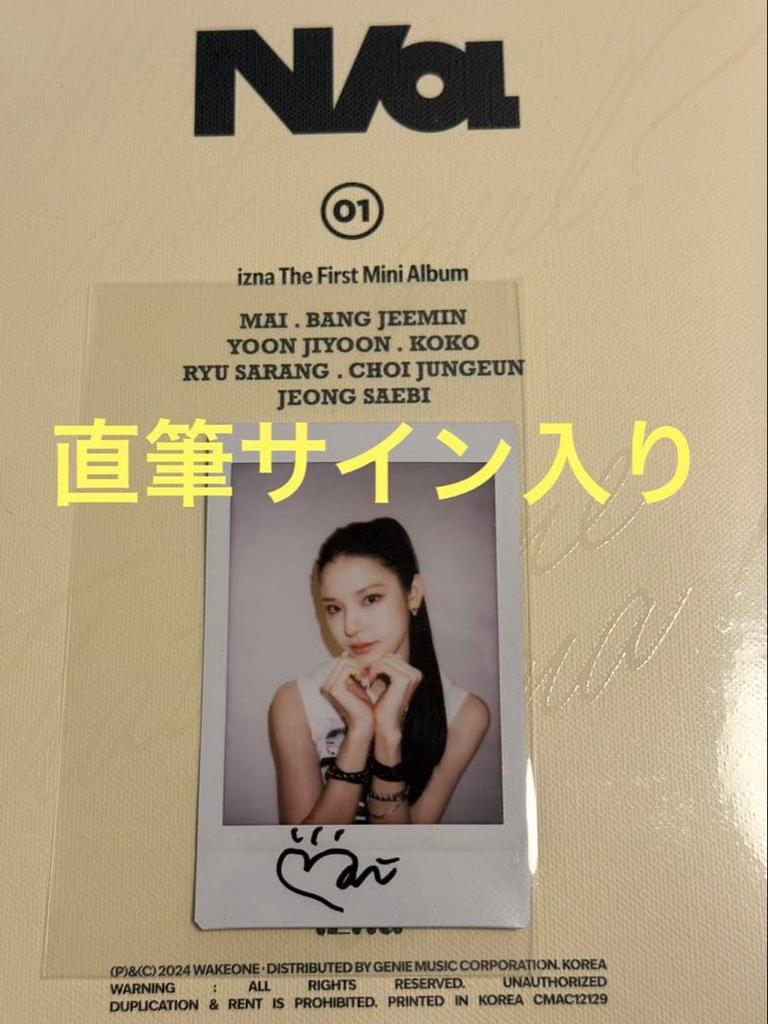 N/a
01
izna The First Mini Album
MAI . BANG JEEMIN
YOON JIYOON . KOKO
RYU SARANG . CHOI JUNGEUN
JEONG SAEBI
直筆サイン入り
(P)&(C) 2024 WAKEONE · DISTRIBUTED BY GENIE MUSIC CORPORATION. KOREA
WARNING : ALL RIGHTS RESERVED. UNAUTHORIZED
DUPLICATION & RENT IS PROHIBITED. PRINTED IN KOREA CMAC12129